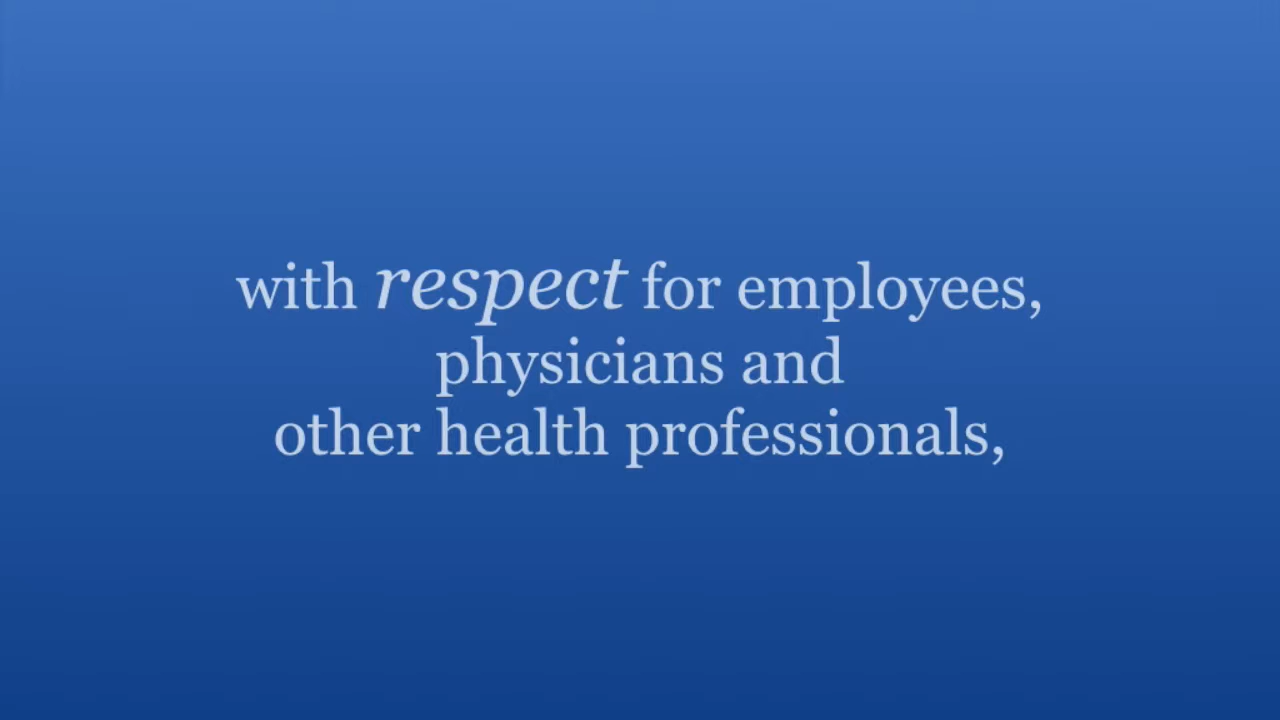 with respect for employees,
physicians and
other health professionals,